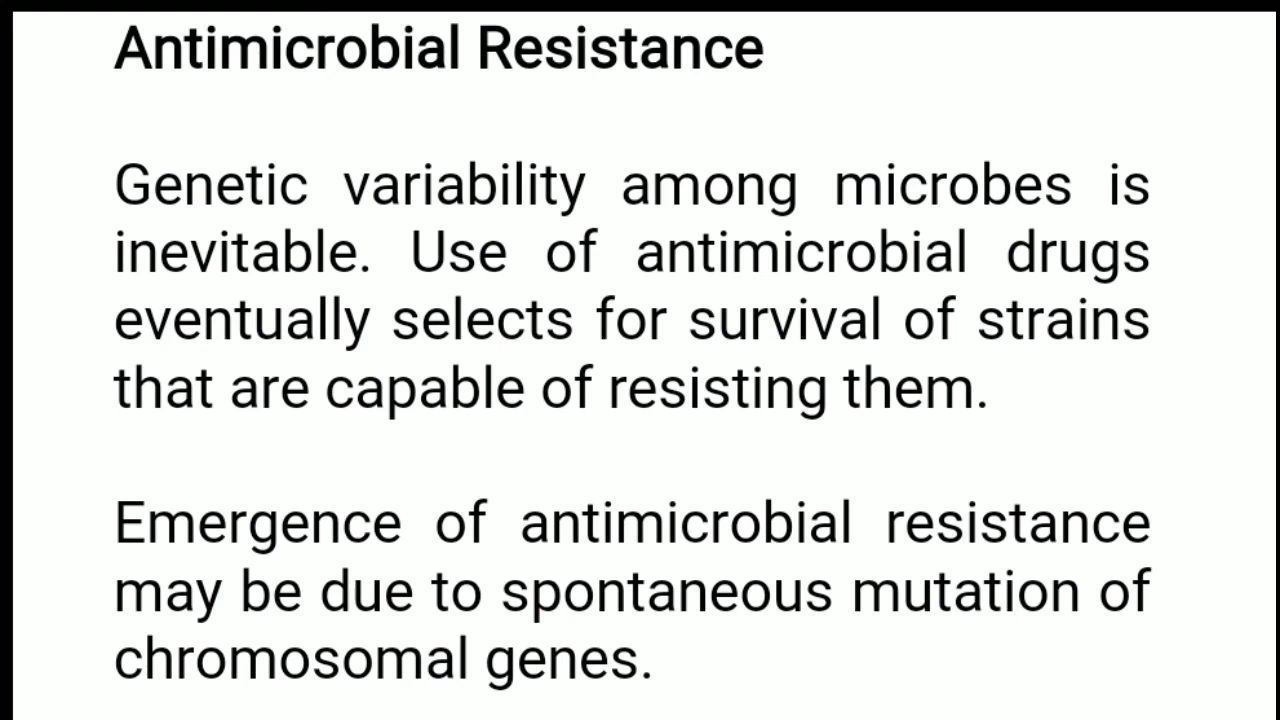 Antimicrobial Resistance
Genetic variability among microbes is
inevitable. Use of antimicrobial drugs
eventually selects for survival of strains
that are capable of resisting them.
Emergence of antimicrobial resistance
may be due to spontaneous mutation of
chromosomal genes.